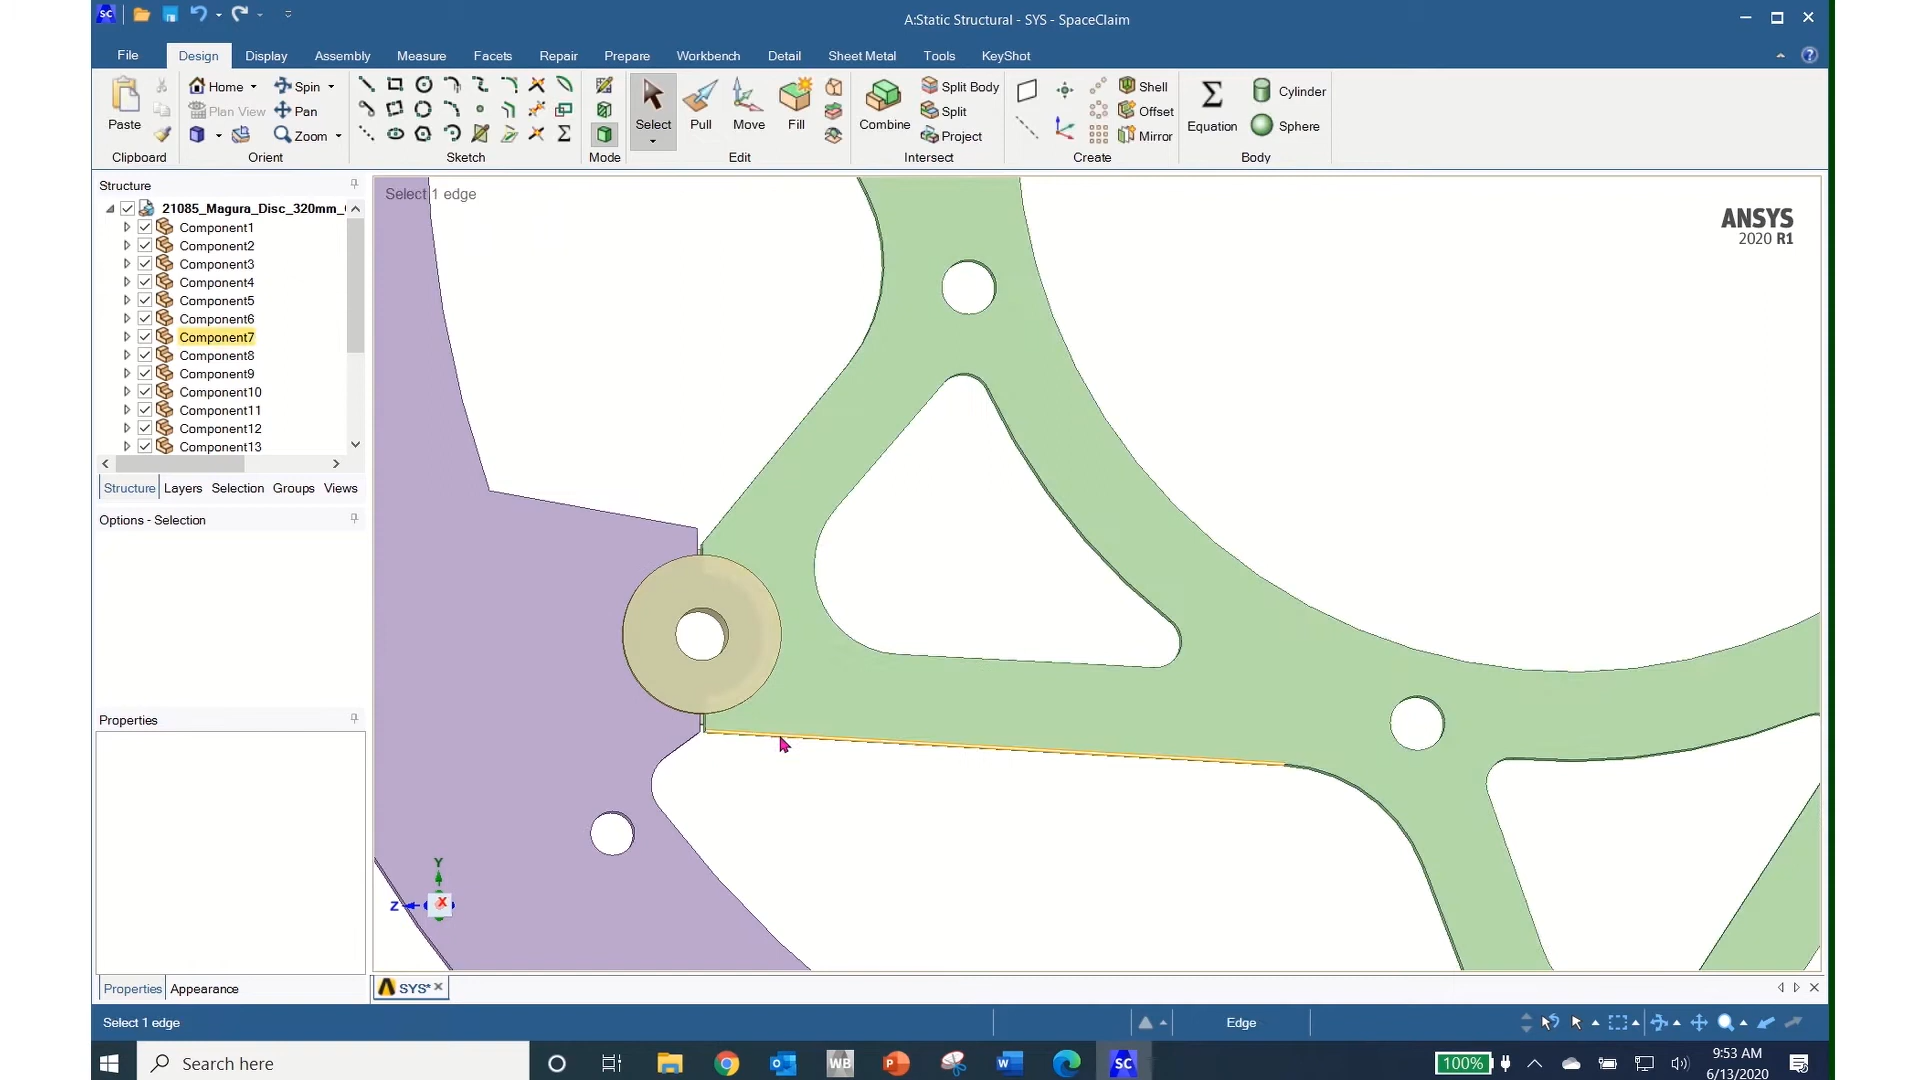 SC
A:Static Structural - SYS - SpaceClaim
File Design Display Assembly Measure Facets Repair Prepare Workbench Detail Sheet Metal Tools KeyShot
Paste
Clipboard
Home Spin
Plan View Pan
Zoom
Orient
Sketch
Mode
Select Pull Move Fill
Edit
Combine
Split Body
Split
Project
Intersect
Shell
Offset
Mirror
Create
Equation
Cylinder
Sphere
Body
Structure
21085_Magura_Disc_320mm_
Component1
Component2
Component3
Component4
Component5
Component6
Component7
Component8
Component9
Component10
Component11
Component12
Component13
Structure Layers Selection Groups Views
Options - Selection
Properties
Properties Appearance
Select 1 edge
ANSYS
2020 R1
Y
Z
X
SYS*
Select 1 edge
Edge
Search here
WB
SC
100%
9:53 AM
6/13/2020